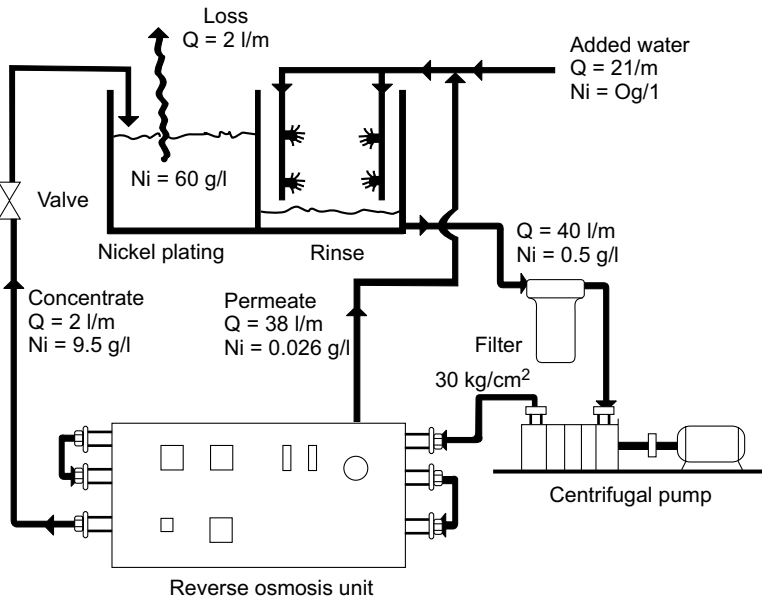 Loss
Q = 2 l/m
Added water
Q = 21/m
Ni = Og/1
Ni = 60 g/l
Valve
Nickel plating
Rinse
Q = 40 l/m
Ni = 0.5 g/l
Concentrate
Q = 2 l/m
Ni = 9.5 g/l
Permeate
Q = 38 l/m
Ni = 0.026 g/l
Filter
30 kg/cm²
Centrifugal pump
Reverse osmosis unit